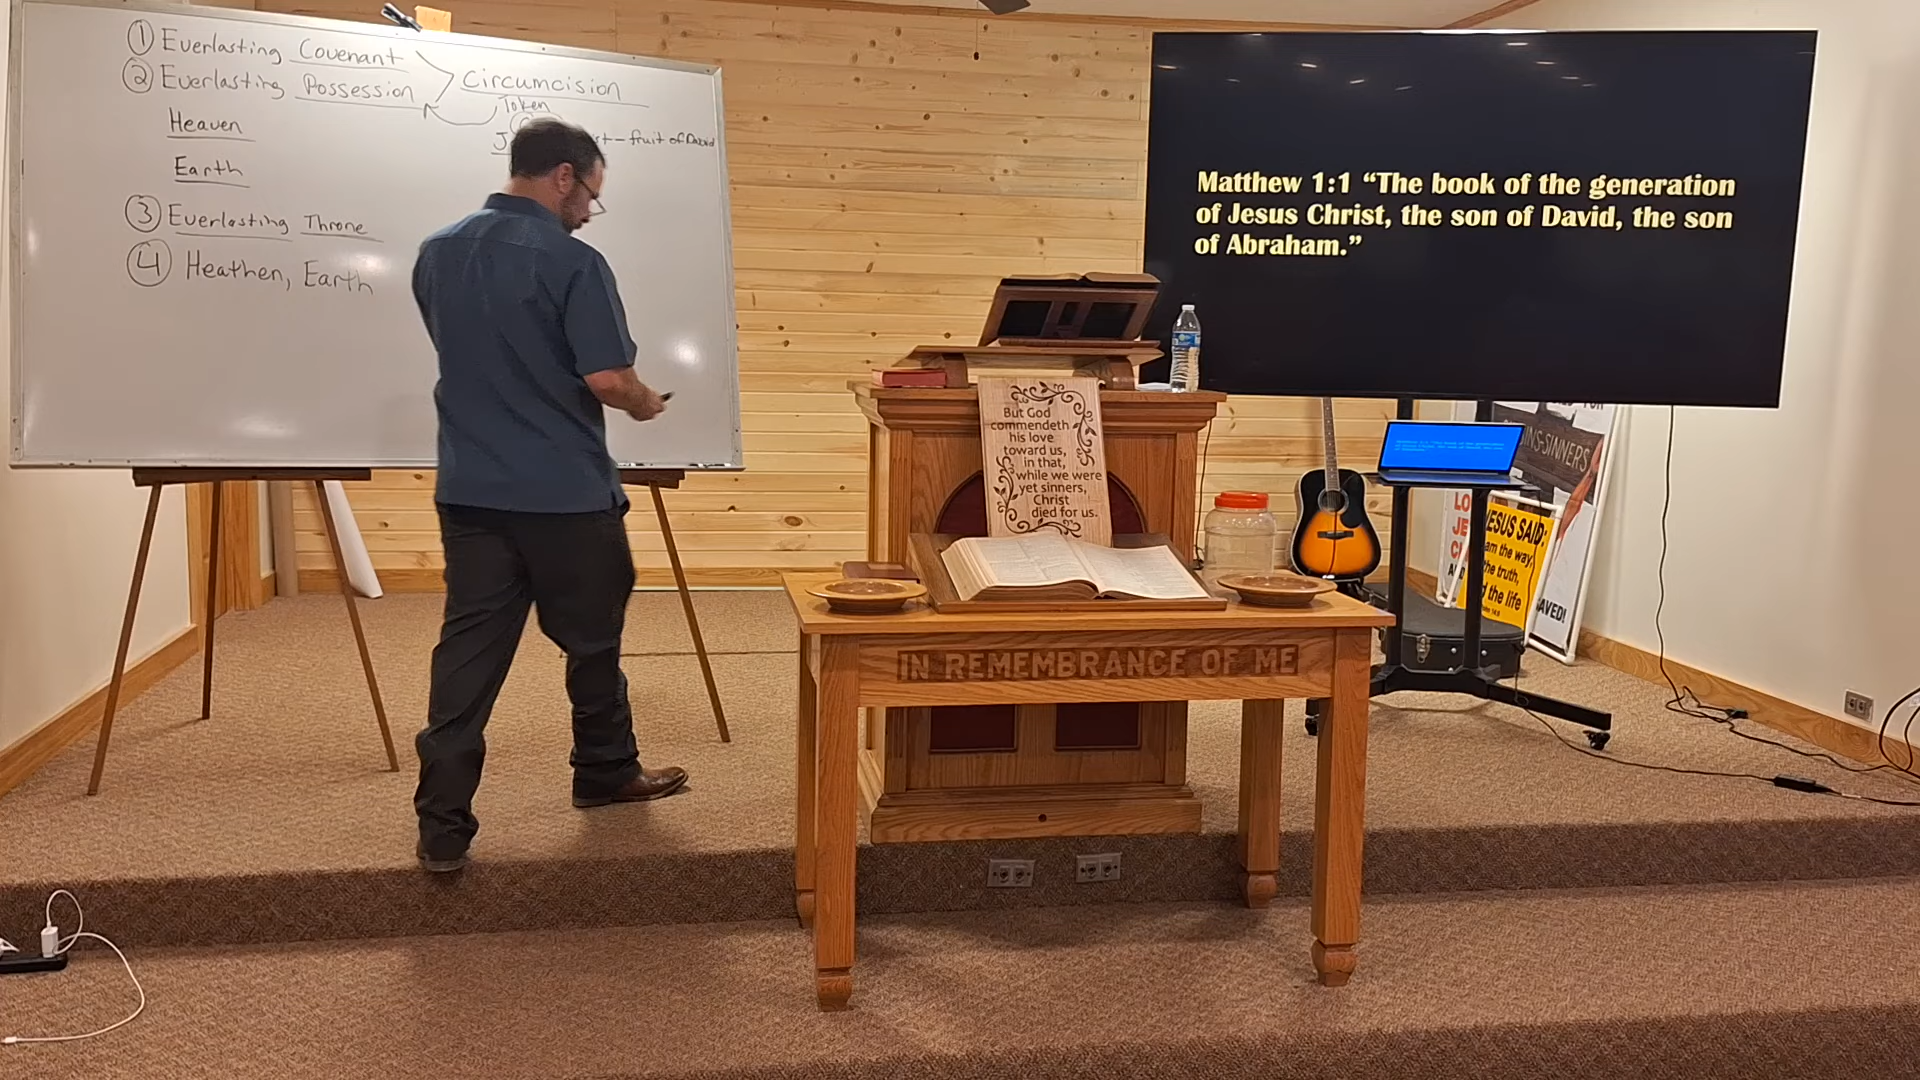 ① Everlasting Covenant
② Everlasting Possession
Circumcision
Token
Heaven
fruit of David
Earth
③ Everlasting Throne
④ Heathen, Earth
Matthew 1:1 “The book of the generation
of Jesus Christ, the son of David, the son
of Abraham.”
But God
commendeth
his love
toward us,
in that,
while we were
yet sinners,
Christ
died for us.
IN REMEMBRANCE OF ME
SINNERS
JESUS SAID:
am the way,
the truth,
the life